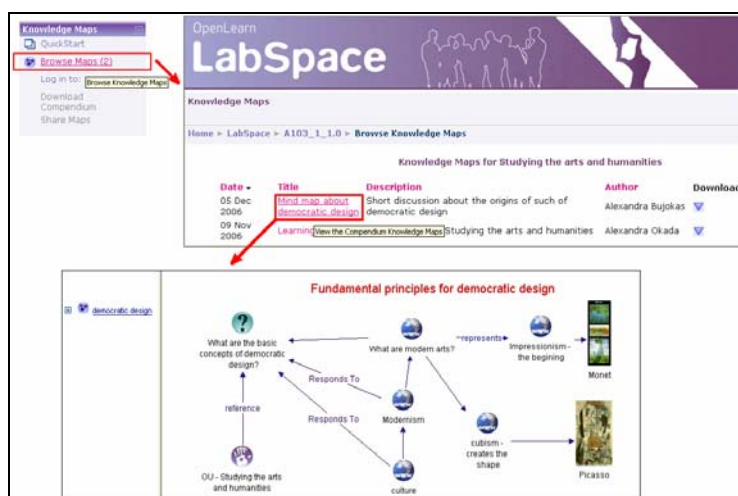 Knowledge Maps
QuickStart
Browse Maps (2)
Log in to:
Browse Knowledge Maps
Download
Compendium
Share Maps
OpenLearn
LabSpace
Knowledge Maps
Home ► LabSpace ► A103_1_1.0 ► Browse Knowledge Maps
Knowledge Maps for Studying the arts and humanities
Date Title Description Author Download
05 Dec
2006
Mind map about
democratic design
Short discussion about the origins of such of
democratic design
Alexandra Bujokas
09 Nov
2006
Learning
View the Compendium Knowledge Maps
Studying the arts and humanities
Alexandra Okada
democratic design
Fundamental principles for democratic design
What are the basic
concepts of democratic
design?
What are modern arts?
represents
Impressionism -
the begining
Monet
Responds To
reference
Responds To
Modernism
cubism -
creates the
shape
Picasso
OU - Studying the arts
and humanities
culture